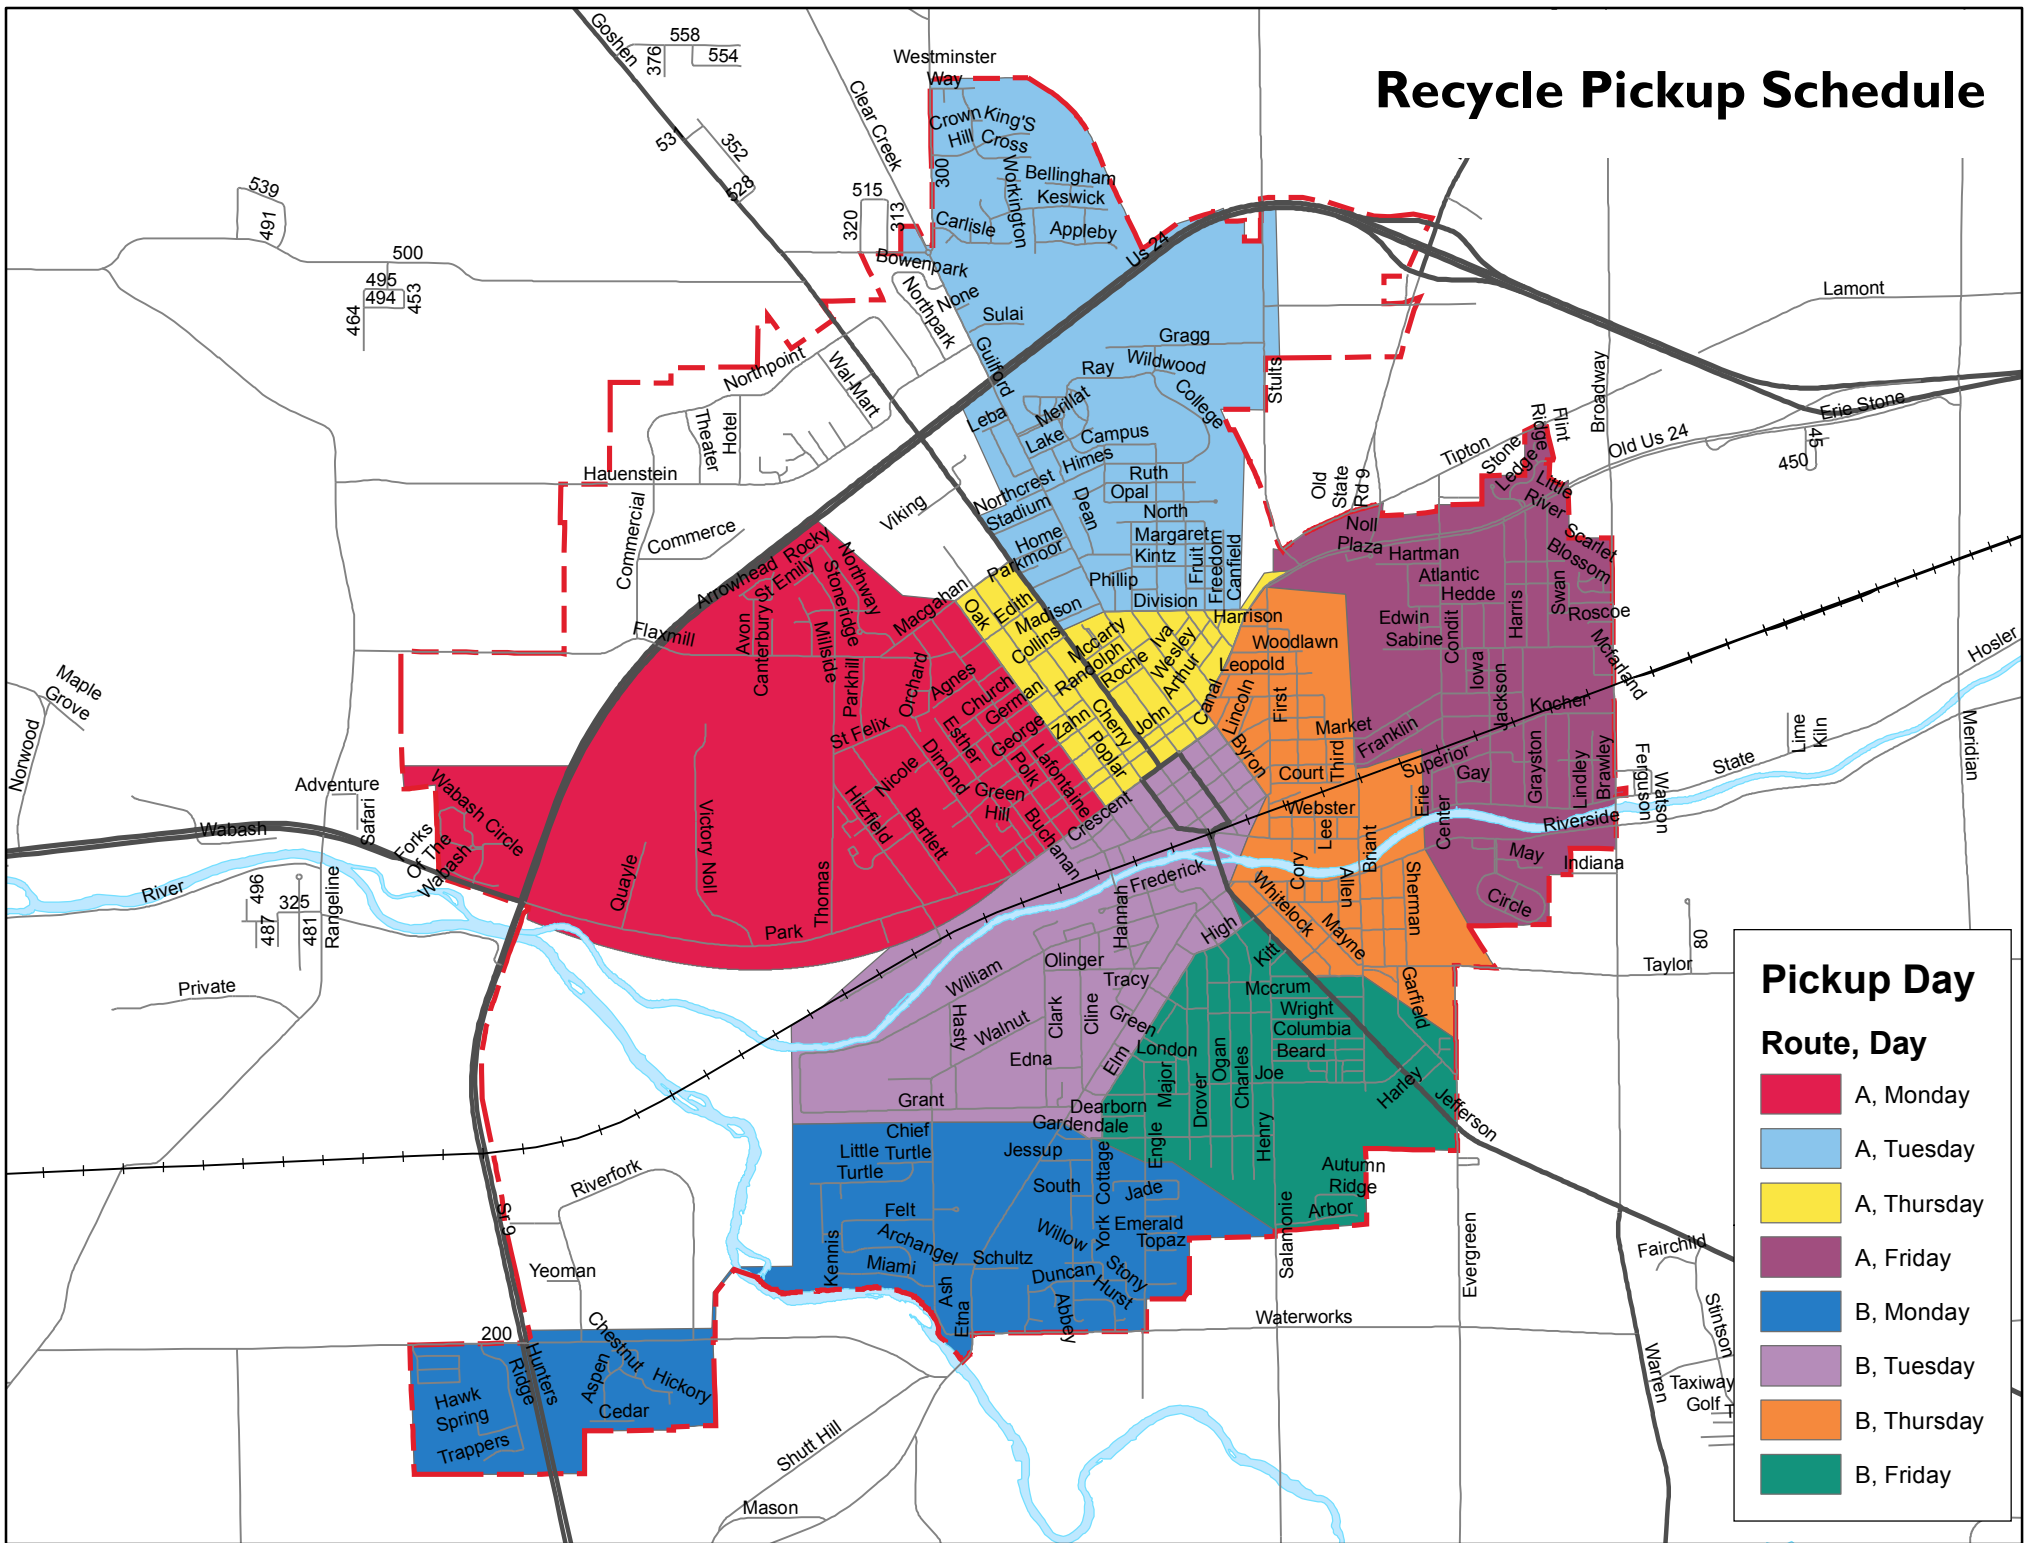 Recycle Pickup Schedule
Goshen
558
376
554
Westminster
Way
Clear Creek
Crown
Hill
King'S
Cross
531
352
528
300
Workington
Bellingham
Keswick
539
491
515
320
313
Carlisle
Appleby
Us 24
500
Bowenpark
495
494
453
464
None
Northpark
Sulai
Lamont
Guilford
Gragg
Wildwood
Ray
College
Stults
Broadway
Northpoint
Wal-Mart
Theater
Hotel
Leba
Merillat
Lake
Campus
Himes
Erie Stone
Old Us 24
45
450
Flint
Ridge
Stone
Ledge
Tipton
Little
River
Hauenstein
Commercial
Commerce
Viking
Northcrest
Stadium
Dean
Ruth
Opal
North
Margaret
Kintz
Fruit
Freedom
Canfield
Old
State
Rd 9
Noll
Plaza
Hartman
Scarlet
Blossom
Home
Parkmoor
Phillip
Division
Atlantic
Hedde
Harris
Swan
Roscoe
Arrowhead
Rocky
St Emily
Northway
Stoneridge
Macgahan
Oak
Edith
Madison
Collins
Mccarty
Randolph
Roche
Iva
Wesley
Arthur
Harrison
Woodlawn
Leopold
Edwin
Sabine
Condit
Iowa
Jackson
Mcfarland
Kocher
Hosler
Flaxmill
Avon
Canterbury
Millside
Parkhill
Orchard
Agnes
Church
German
George
Zahn
Cherry
Poplar
John
Canal
Lincoln
First
Byron
Market
Third
Franklin
Superior
Maple
Grove
Norwood
St Felix
Esther
Dimond
Nicole
Polk
Lafontaine
Green
Hill
Buchanan
Crescent
Hitzfield
Bartlett
Court
Webster
Lee
Gay
Erie
Center
Grayston
Lindley
Brawley
Ferguson
Watson
State
Lime
Kiln
Meridian
Adventure
Safari
Wabash
Wabash Circle
Forks
Of The
Wabash
Victory Noll
Quayle
Thomas
Park
River
496
325
487
481
Rangeline
Private
Frederick
Hannah
High
Whitelock
Cory
Allen
Briant
Sherman
Mayne
Riverside
May
Indiana
Circle
Kitt
Garfield
Taylor
80
William
Olinger
Tracy
Hasty
Walnut
Clark
Cline
Green
Edna
Elm
Mccrum
Wright
Columbia
Beard
London
Ogan
Charles
Joe
Major
Drover
Harley
Jefferson
Grant
Dearborn
Gardendale
Engle
Henry
Chief
Little Turtle
Turtle
Jessup
South
Cottage
Jade
Autumn
Ridge
Arbor
Riverfork
Sr 9
Felt
Archangel
Miami
Kennis
Schultz
Willow
York
Emerald
Topaz
Duncan
Stony
Hurst
Ash
Etna
Abbey
Salamonie
Evergreen
Waterworks
Fairchild
Stintson
Warren
Taxiway
Golf
T
Yeoman
200
Hunters
Ridge
Chestnut
Aspen
Hickory
Cedar
Hawk
Spring
Trappers
Shutt Hill
Mason
Pickup Day
Route, Day
A, Monday
A, Tuesday
A, Thursday
A, Friday
B, Monday
B, Tuesday
B, Thursday
B, Friday